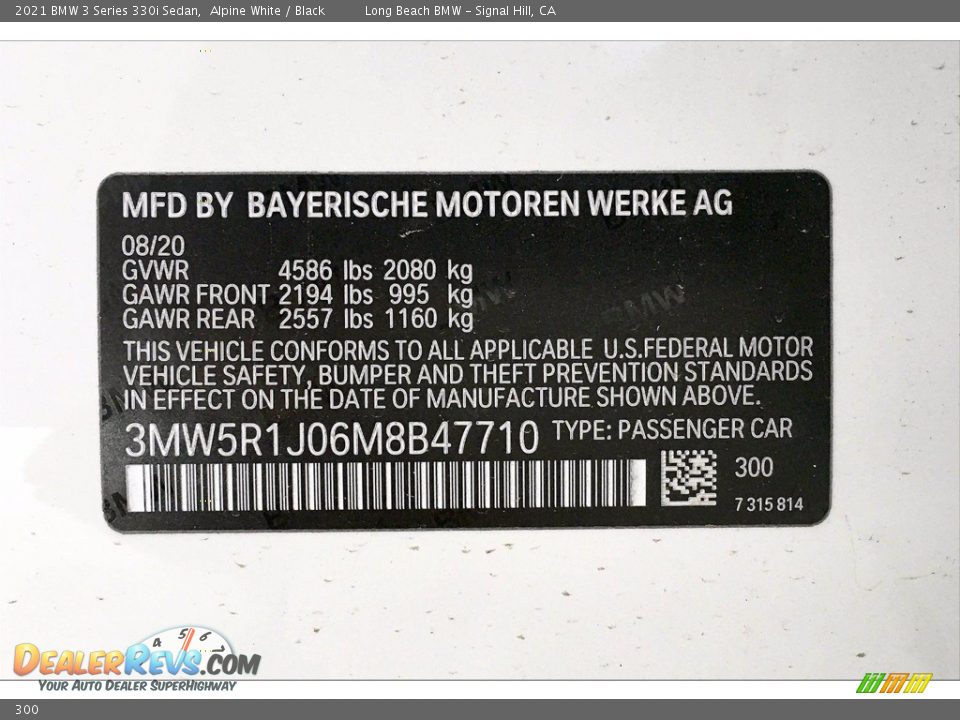 2021 BMW 3 Series 330i Sedan, Alpine White / Black Long Beach BMW – Signal Hill, CA
MFD BY BAYERISCHE MOTOREN WERKE AG
08/20
GVWR 4586 lbs 2080 kg
GAWR FRONT 2194 lbs 995 kg
GAWR REAR 2557 lbs 1160 kg
THIS VEHICLE CONFORMS TO ALL APPLICABLE U.S.FEDERAL MOTOR
VEHICLE SAFETY, BUMPER AND THEFT PREVENTION STANDARDS
IN EFFECT ON THE DATE OF MANUFACTURE SHOWN ABOVE.
3MW5R1J06M8B47710 TYPE: PASSENGER CAR
300
7 315 814
4 5 6 7
DEALERREVS.COM
YOUR AUTO DEALER SUPERHIGHWAY
300